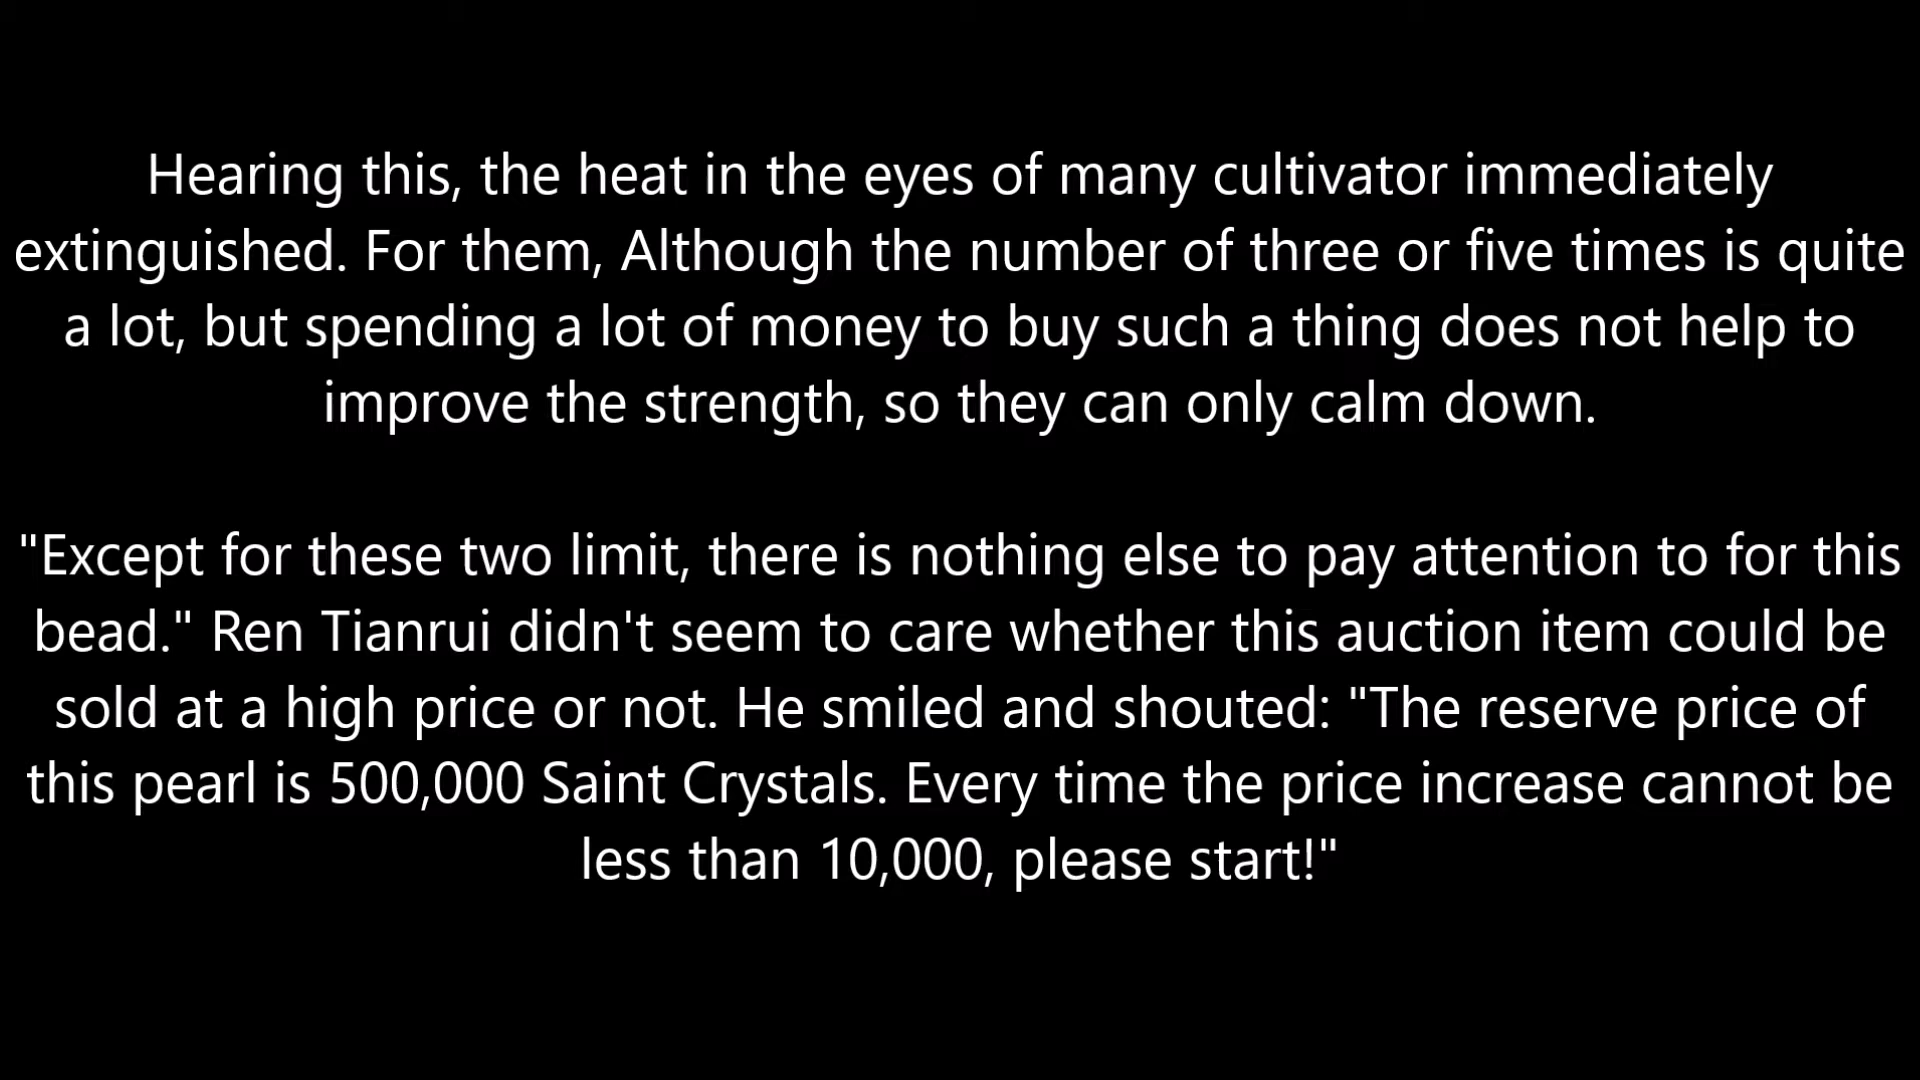 Hearing this, the heat in the eyes of many cultivator immediately
extinguished. For them, Although the number of three or five times is quite
a lot, but spending a lot of money to buy such a thing does not help to
improve the strength, so they can only calm down.
"Except for these two limit, there is nothing else to pay attention to for this
bead." Ren Tianrui didn't seem to care whether this auction item could be
sold at a high price or not. He smiled and shouted: "The reserve price of
this pearl is 500,000 Saint Crystals. Every time the price increase cannot be
less than 10,000, please start!"